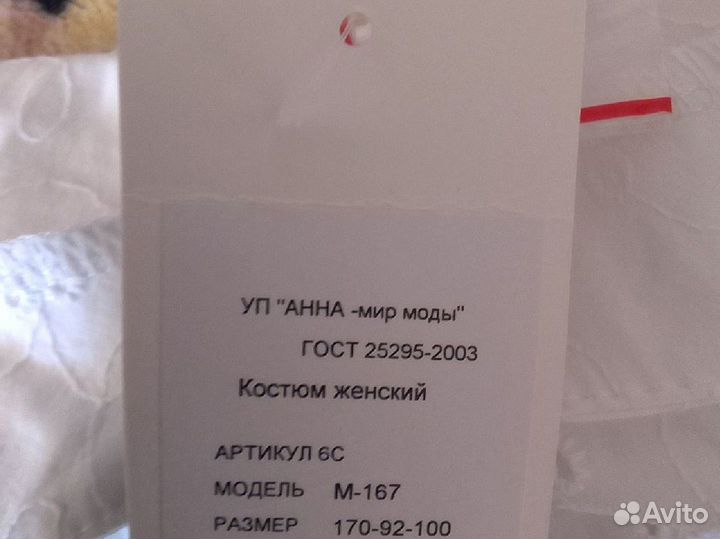 УП "АННА -мир моды"
ГОСТ 25295-2003
Костюм женский
АРТИКУЛ 6С
МОДЕЛЬ М-167
РАЗМЕР 170-92-100
Avito